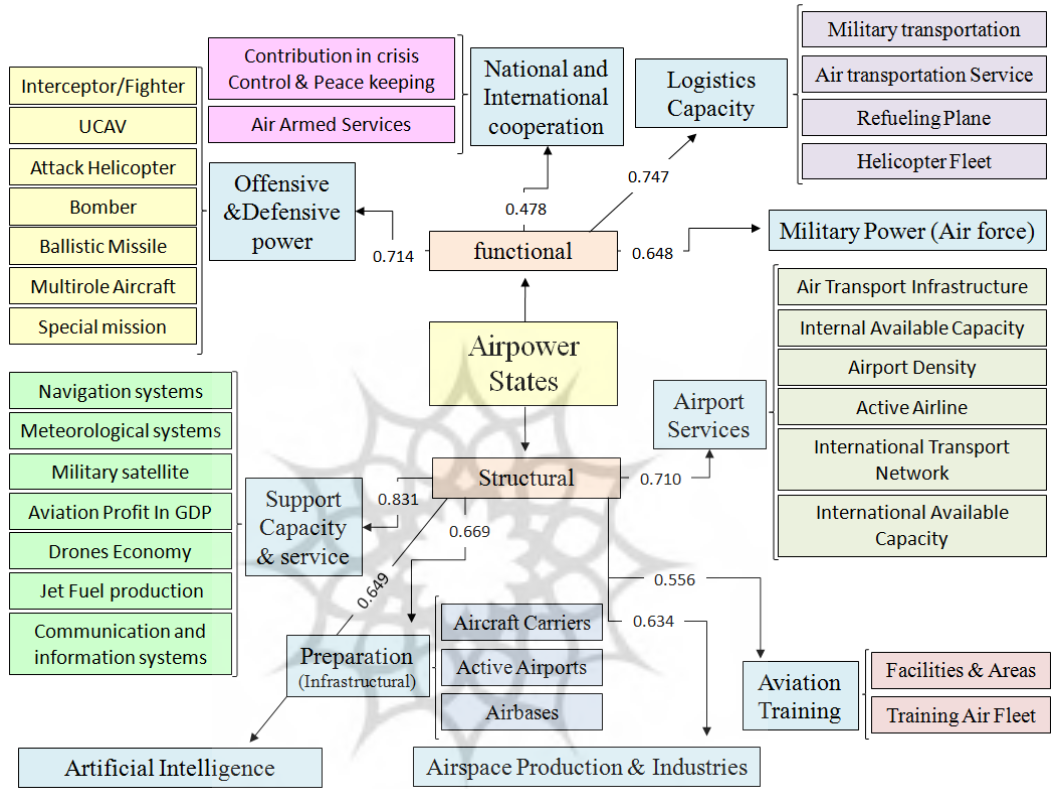 Contribution in crisis
Control & Peace keeping
Air Armed Services
National and
International
cooperation
Logistics
Capacity
Military transportation
Air transportation Service
Refueling Plane
Helicopter Fleet
Interceptor/Fighter
UCAV
Attack Helicopter
Bomber
Ballistic Missile
Multirole Aircraft
Special mission
Offensive
&Defensive
power
0.714
0.478
0.747
0.648
functional
Military Power (Air force)
Airpower
States
Air Transport Infrastructure
Internal Available Capacity
Airport Density
Active Airline
International Transport
Network
International Available
Capacity
Airport
Services
0.710
Structural
Navigation systems
Meteorological systems
Military satellite
Aviation Profit In GDP
Drones Economy
Jet Fuel production
Communication and
information systems
Support
Capacity
& service
0.831
0.669
0.649
0.556
0.634
Preparation
(Infrastructural)
Aircraft Carriers
Active Airports
Airbases
Aviation
Training
Facilities & Areas
Training Air Fleet
Artificial Intelligence
Airspace Production & Industries